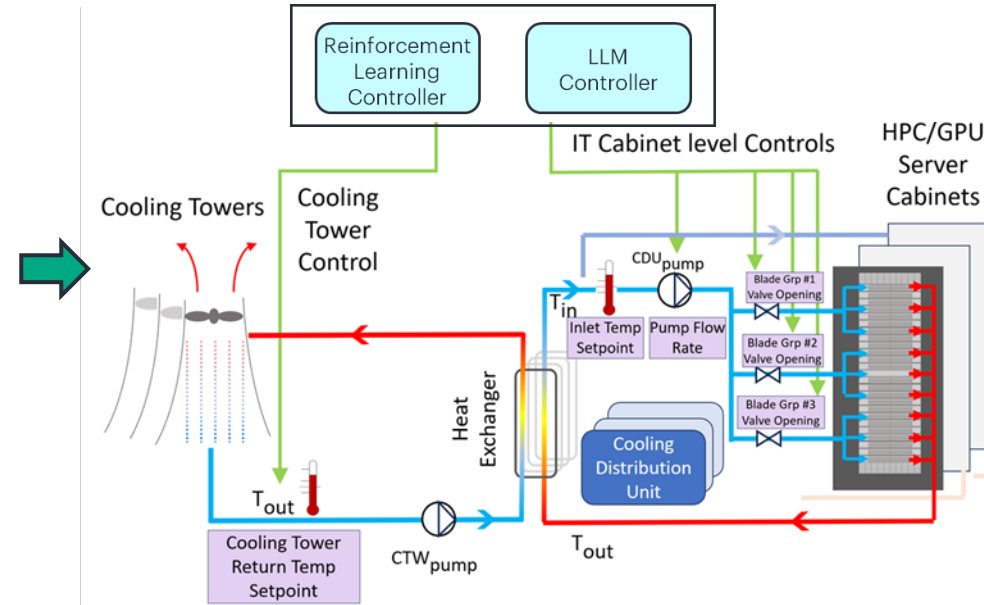 Reinforcement
Learning
Controller
LLM
Controller
IT Cabinet level Controls
HPC/GPU
Server
Cabinets
Cooling Towers
Cooling
Tower
Control
CDUpump
Tin
Inlet Temp
Setpoint
Pump Flow
Rate
Blade Grp #1
Valve Opening
Blade Grp #2
Valve Opening
Blade Grp #3
Valve Opening
Heat
Exchanger
Cooling
Distribution
Unit
Tout
Cooling Tower
Return Temp
Setpoint
CTWpump
Tout